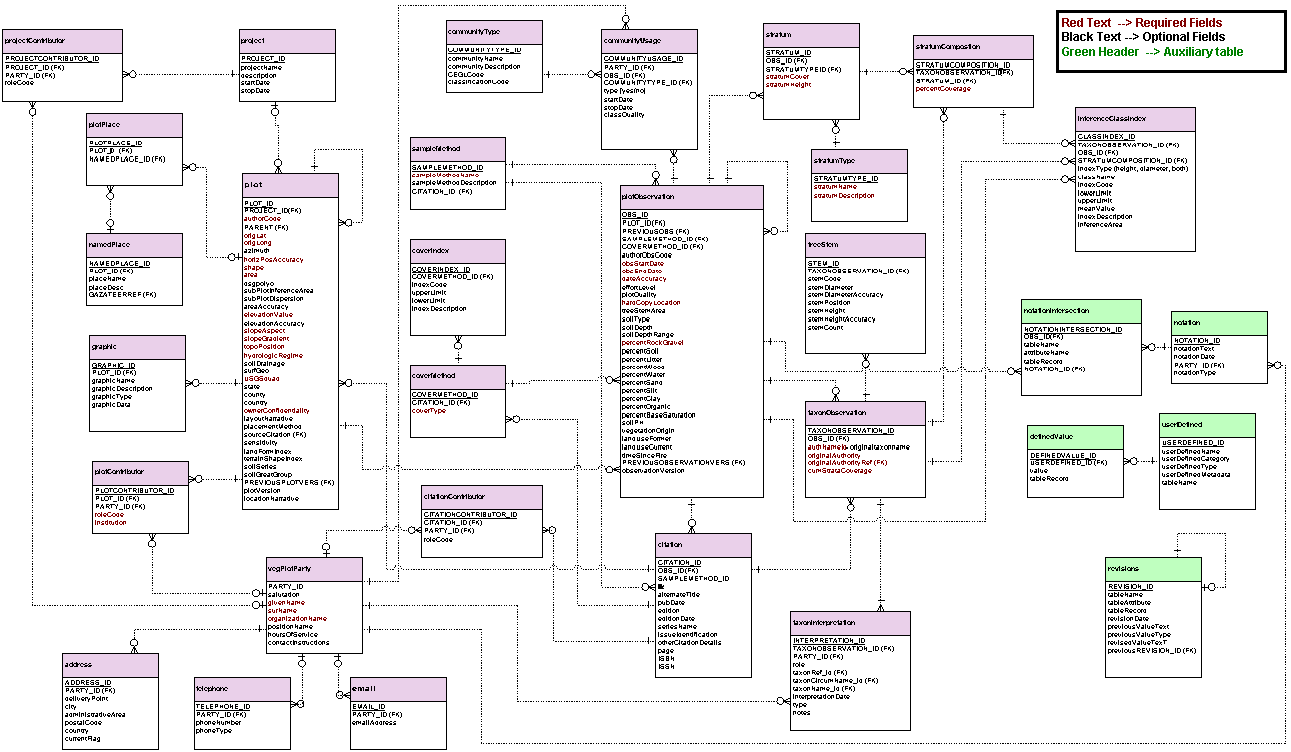 Red Text --> Required Fields
Black Text --> Optional Fields
Green Header --> Auxiliary table
projectContributor
PROJECTCONTRIBUTOR_ID
PROJECT_ID (FK)
PARTY_ID (FK)
roleCode
project
PROJECT_ID
projectName
description
startDate
stopDate
communityType
COMMUNITYTYPE_ID
communityName
communityDescription
CEGLCode
classificationCode
communityUsage
COMMUNITYUSAGE_ID
PARTY_ID (FK)
OBS_ID (FK)
COMMUNITYTYPE_ID (FK)
type [yes/no]
startDate
stopDate
classQuality
stratum
STRATUM_ID
OBS_ID (FK)
STRATUMTYPE_ID (FK)
stratumCover
stratumHeight
stratumComposition
STRATUMCOMPOSITION_ID
TAXONOBSERVATION_ID(FK)
STRATUM_ID (FK)
percentCoverage
inferenceClassIndex
CLASSINDEX_ID
TAXONOBSERVATION_ID (FK)
OBS_ID (FK)
STRATUMCOMPOSITION_ID (FK)
indexType (height, diameter, both)
className
indexCode
lowerLimit
upperLimit
meanValue
indexDescription
inferenceArea
plotPlace
PLOTPLACE_ID
PLOT_ID (FK)
NAMEDPLACE_ID (FK)
namedPlace
NAMEDPLACE_ID
PLOT_ID (FK)
placeName
placeDesc
GAZATEERREF (FK)
plot
PLOT_ID
PROJECT_ID(FK)
authorCode
PARENT (FK)
origLat
origLong
azimuth
horizPosAccuracy
shape
area
dsgpolyo
subPlotInferenceArea
subPlotDispersion
areaAccuracy
elevationValue
elevationAccuracy
slopeAspect
slopeGradient
topoPosition
hydrologicRegime
soilDrainage
surfGeo
USGSQuad
state
county
country
ownerConfidentiality
layoutNarrative
placementMethod
sourceCitation (FK)
sensitivity
landFormIndex
terrainShapeIndex
soilSeries
soilGreatGroup
PREVIOUSPLOTVERS (FK)
plotVersion
locationNarrative
sampleMethod
SAMPLEMETHOD_ID
sampleMethodName
sampleMethodDescription
CITATION_ID (FK)
coverIndex
COVERINDEX_ID
COVERMETHOD_ID (FK)
indexCode
upperLimit
lowerLimit
indexDescription
coverMethod
COVERMETHOD_ID
CITATION_ID (FK)
coverType
plotObservation
OBS_ID
PLOT_ID (FK)
PREVIOUSOBS (FK)
SAMPLEMETHOD_ID (FK)
COVERMETHOD_ID (FK)
authorObsCode
obsStartDate
obsEndDate
dateAccuracy
effortLevel
plotQuality
hardCopyLocation
treeStemArea
soilType
soilDepth
soilDepthRange
percentRockGravel
percentSoil
percentLitter
percentWood
percentWater
percentSand
percentSilt
percentClay
percentOrganic
percentBaseSaturation
soilPH
vegetationOrigin
landuseFormer
landuseCurrent
timeSinceFire
PREVIOUSOBSERVATIONVERS (FK)
observationVersion
stratumType
STRATUMTYPE_ID
stratumName
stratumDescription
treeStem
STEM_ID
TAXONOBSERVATION_ID (FK)
stemCode
stemDiameter
stemDiameterAccuracy
stemPosition
stemHeight
stemHeightAccuracy
stemCount
taxonObservation
TAXONOBSERVATION_ID
OBS_ID (FK)
originalAuthority
originalAuthorityRef (FK)
cumStrataCoverage
notationIntersection
NOTATIONINTERSECTION_ID
OBS_ID(FK)
tableName
attributeName
tableRecord
NOTATION_ID (FK)
notation
NOTATION_ID
notationText
notationDate
PARTY_ID (FK)
notationType
definedValue
DEFINEDVALUE_ID
USERDEFINED_ID (FK)
value
tableRecord
userDefined
USERDEFINED_ID
userDefinedName
userDefinedCategory
userDefinedType
userDefinedMetadata
tableName
graphic
GRAPHIC_ID
PLOT_ID (FK)
graphicName
graphicDescription
graphicType
graphicData
plotContributor
PLOTCONTRIBUTOR_ID
PLOT_ID (FK)
PARTY_ID (FK)
roleCode
institution
citationContributor
CITATIONCONTRIBUTOR_ID
CITATION_ID (FK)
PARTY_ID (FK)
roleCode
vegPlotParty
PARTY_ID
salutation
givenName
surName
organizationName
positionName
hoursOfService
contactInstructions
citation
CITATION_ID
OBS_ID(FK)
SAMPLEMETHOD_ID
alternateTitle
pubDate
edition
editionDate
seriesName
issueIdentification
otherCitationDetails
page
ISBN
ISSN
taxonInterpretation
INTERPRETATION_ID
TAXONOBSERVATION_ID (FK)
PARTY_ID (FK)
role
taxonRef_id (FK)
taxonCircumName_id (FK)
taxonName_id (FK)
interpretationDate
type
notes
revisions
REVISION_ID
tableName
tableAttribute
tableRecord
revisionDate
previousValueText
previousValueType
revisedValueText
previousREVISION_ID (FK)
address
ADDRESS_ID
PARTY_ID (FK)
deliveryPoint
city
administrativeArea
postalCode
country
currentFlag
telephone
TELEPHONE_ID
PARTY_ID (FK)
phoneNumber
phoneType
email
EMAIL_ID
PARTY_ID (FK)
emailAddress